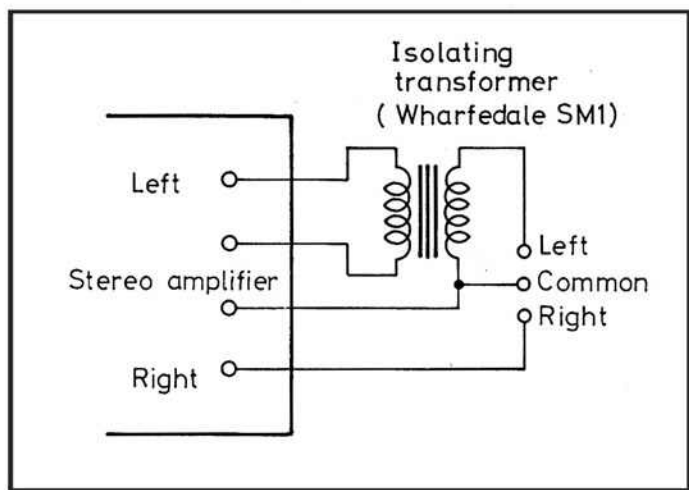 Isolating
transformer
( Wharfedale SM1)
Left
Stereo amplifier
Right
Left
Common
Right